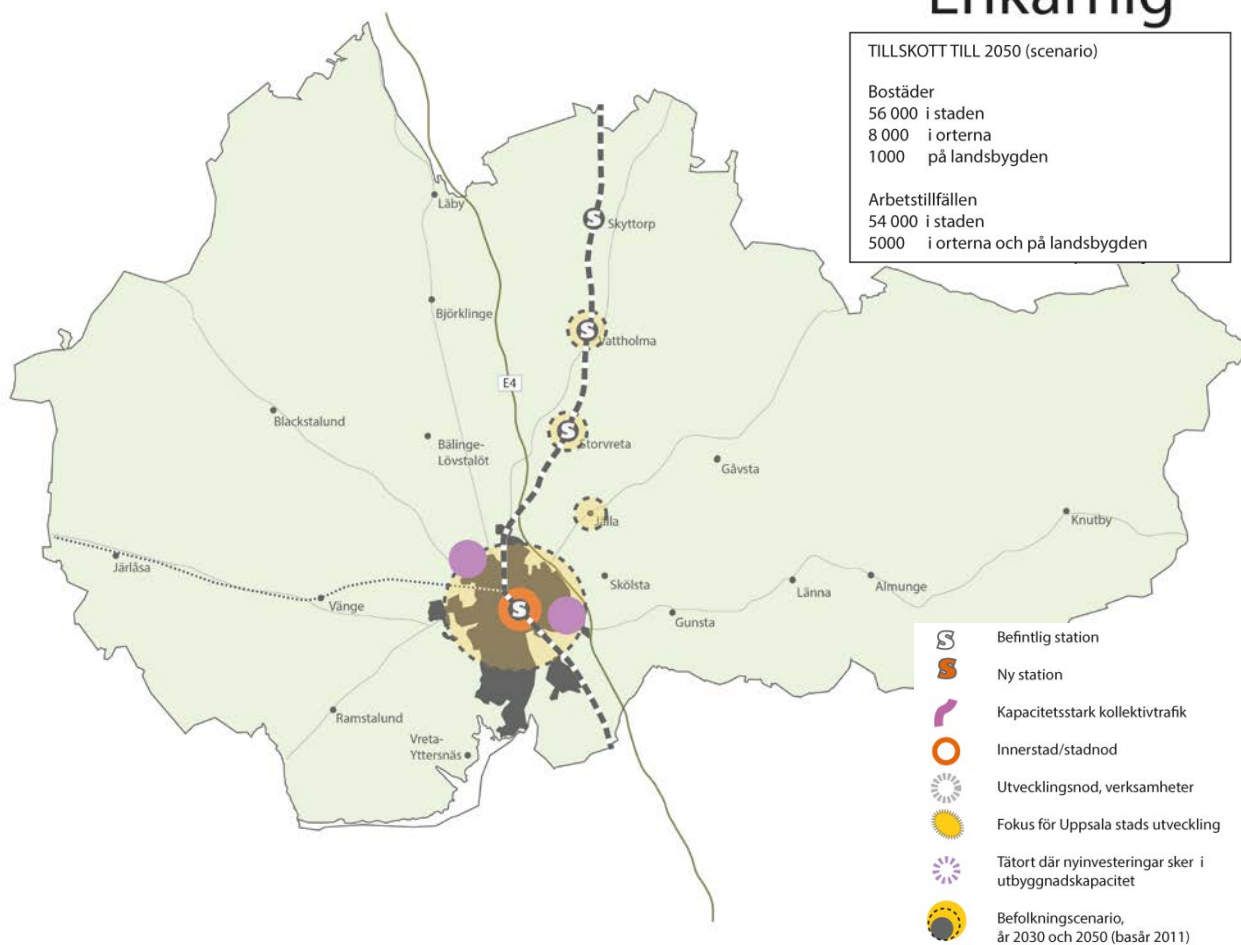 Enkärnig
TILLSKOTT TILL 2050 (scenario)
Bostäder
56 000 i staden
8 000 i orterna
1000 på landsbygden
Arbetstillfällen
54 000 i staden
5000 i orterna och på landsbygden
Läby
S Skyttorp
Björklinge
S Vattholma
E4
Blackstalund
Bälinge-
Lövstalöt
S Storvreta
Gåvsta
Jälla
Knutby
Järlåsa
Skölsta
Länna
Almunge
Vänge
S
Gunsta
Ramstalund
Vreta-
Yttersnäs
S Befintlig station
S Ny station
Kapacitetsstark kollektivtrafik
Innerstad/stadnod
Utvecklingsnod, verksamheter
Fokus för Uppsala stads utveckling
Tätort där nyinvesteringar sker i
utbyggnadskapacitet
Befolkningscenario,
år 2030 och 2050 (basår 2011)